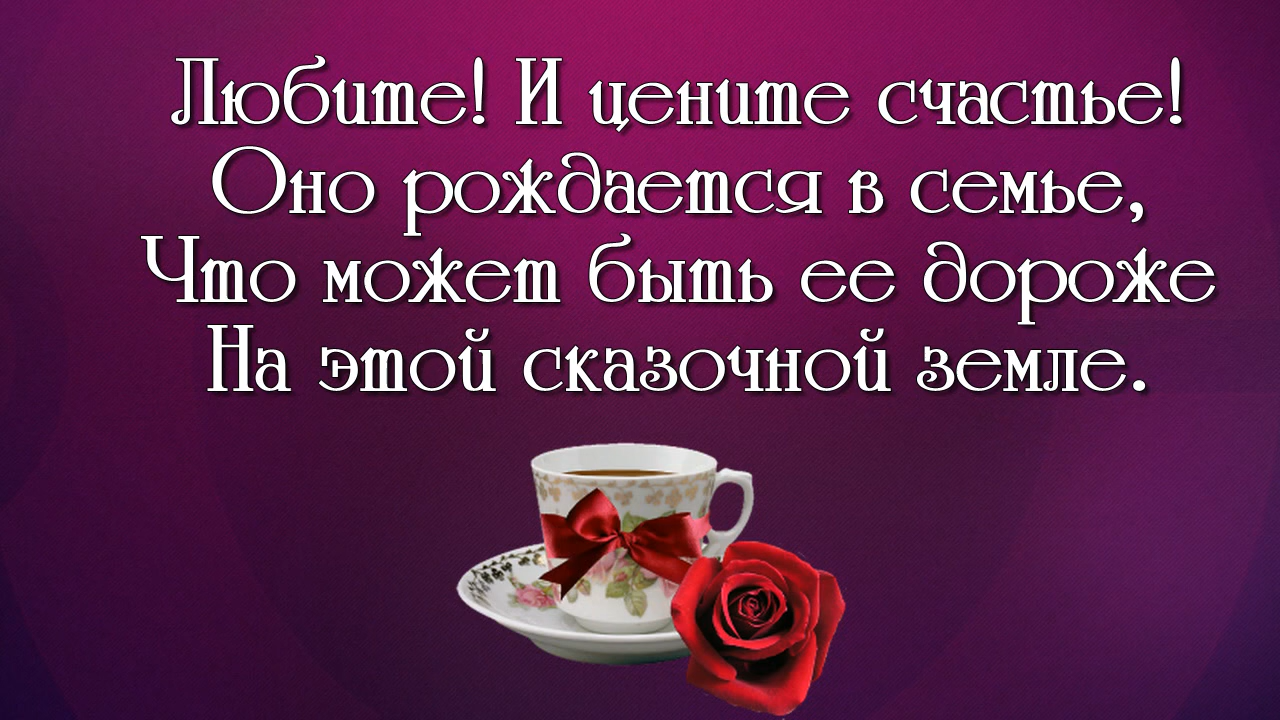 Любите! И цените счастье!
Оно рождается в семье,
Что может быть ее дороже
На этой сказочной земле.